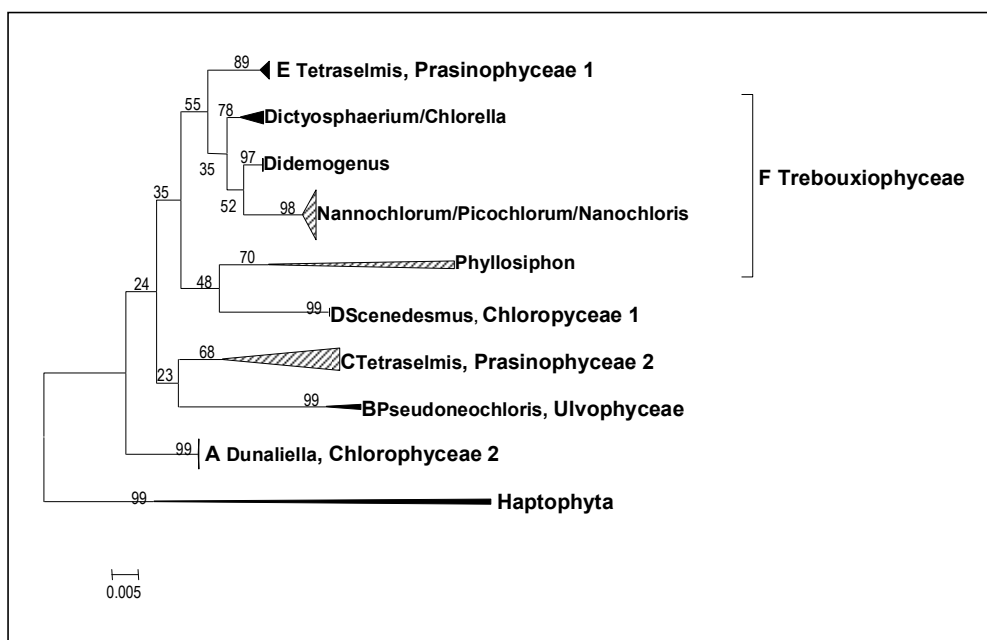 89
E Tetraselmis, Prasinophyceae 1
55
78
Dictyosphaerium/Chlorella
35
97
Didemogenus
F Trebouxiophyceae
35
52
98
Nannochlorum/Picochlorum/Nanochloris
70
Phyllosiphon
24
48
99
DScenedesmus, Chloropyceae 1
68
CTetraselmis, Prasinophyceae 2
23
99
BPseudoneochloris, Ulvophyceae
99
A Dunaliella, Chlorophyceae 2
99
Haptophyta
0.005